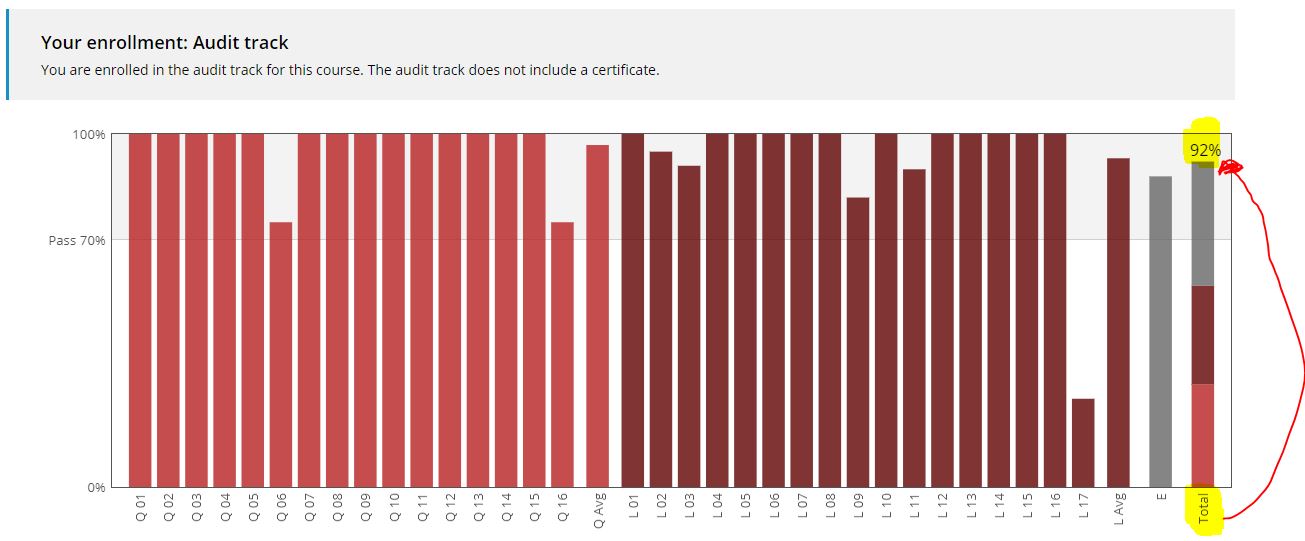 Your enrollment: Audit track
You are enrolled in the audit track for this course. The audit track does not include a certificate.
100%
92%
Pass 70%
0%
Q 01 Q 02 Q 03 Q 04 Q 05 Q 06 Q 07 Q 08 Q 09 Q 10 Q 11 Q 12 Q 13 Q 14 Q 15 Q 16 Q Avg L 01 L 02 L 03 L 04 L 05 L 06 L 07 L 08 L 09 L 10 L 11 L 12 L 13 L 14 L 15 L 16 L 17 L Avg E Total